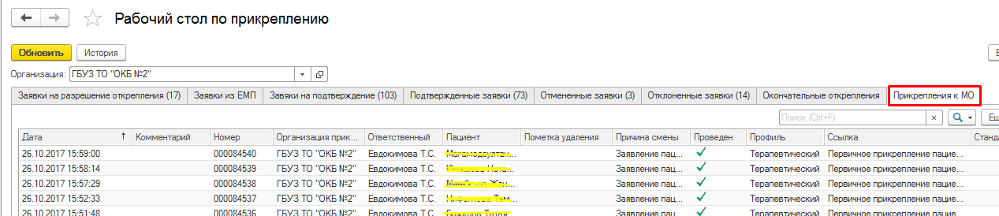 Рабочий стол по прикреплению
Обновить История
Организация: ГБУЗ ТО "ОКБ №2"
Заявки на разрешение открепления (17) Заявки из ЕМП Завяки на подтверждение (103) Подтвержденные заявки (73) Отмененные заявки (3) Отклоненные заявки (14) Окончательные открепления Прикрепления к МО
Поиск (Ctrl+F) × Ещ
Дата ↑ Комментарий Номер Организация прик... Ответственный Пациент Пометка удаления Причина смены Проведен Профиль Ссылка Станда
26.10.2017 15:59:00 000084540 ГБУЗ ТО "ОКБ №2" Евдокимова Т.С. Заявление пац... Терапевтический Первичное прикрепление пацие...
26.10.2017 15:58:14 000084539 ГБУЗ ТО "ОКБ №2" Евдокимова Т.С. Заявление пац... Терапевтический Первичное прикрепление пацие...
26.10.2017 15:57:29 000084538 ГБУЗ ТО "ОКБ №2" Евдокимова Т.С. Заявление пац... Терапевтический Первичное прикрепление пацие...
26.10.2017 15:52:33 000084537 ГБУЗ ТО "ОКБ №2" Евдокимова Т.С. Заявление пац... Терапевтический Первичное прикрепление пацие...
26.10.2017 15:51:48 000084536 ГБУЗ ТО "ОКБ №2" Евдокимова Т.С. Заявление пац... Терапевтический Первичное прикрепление пацие...